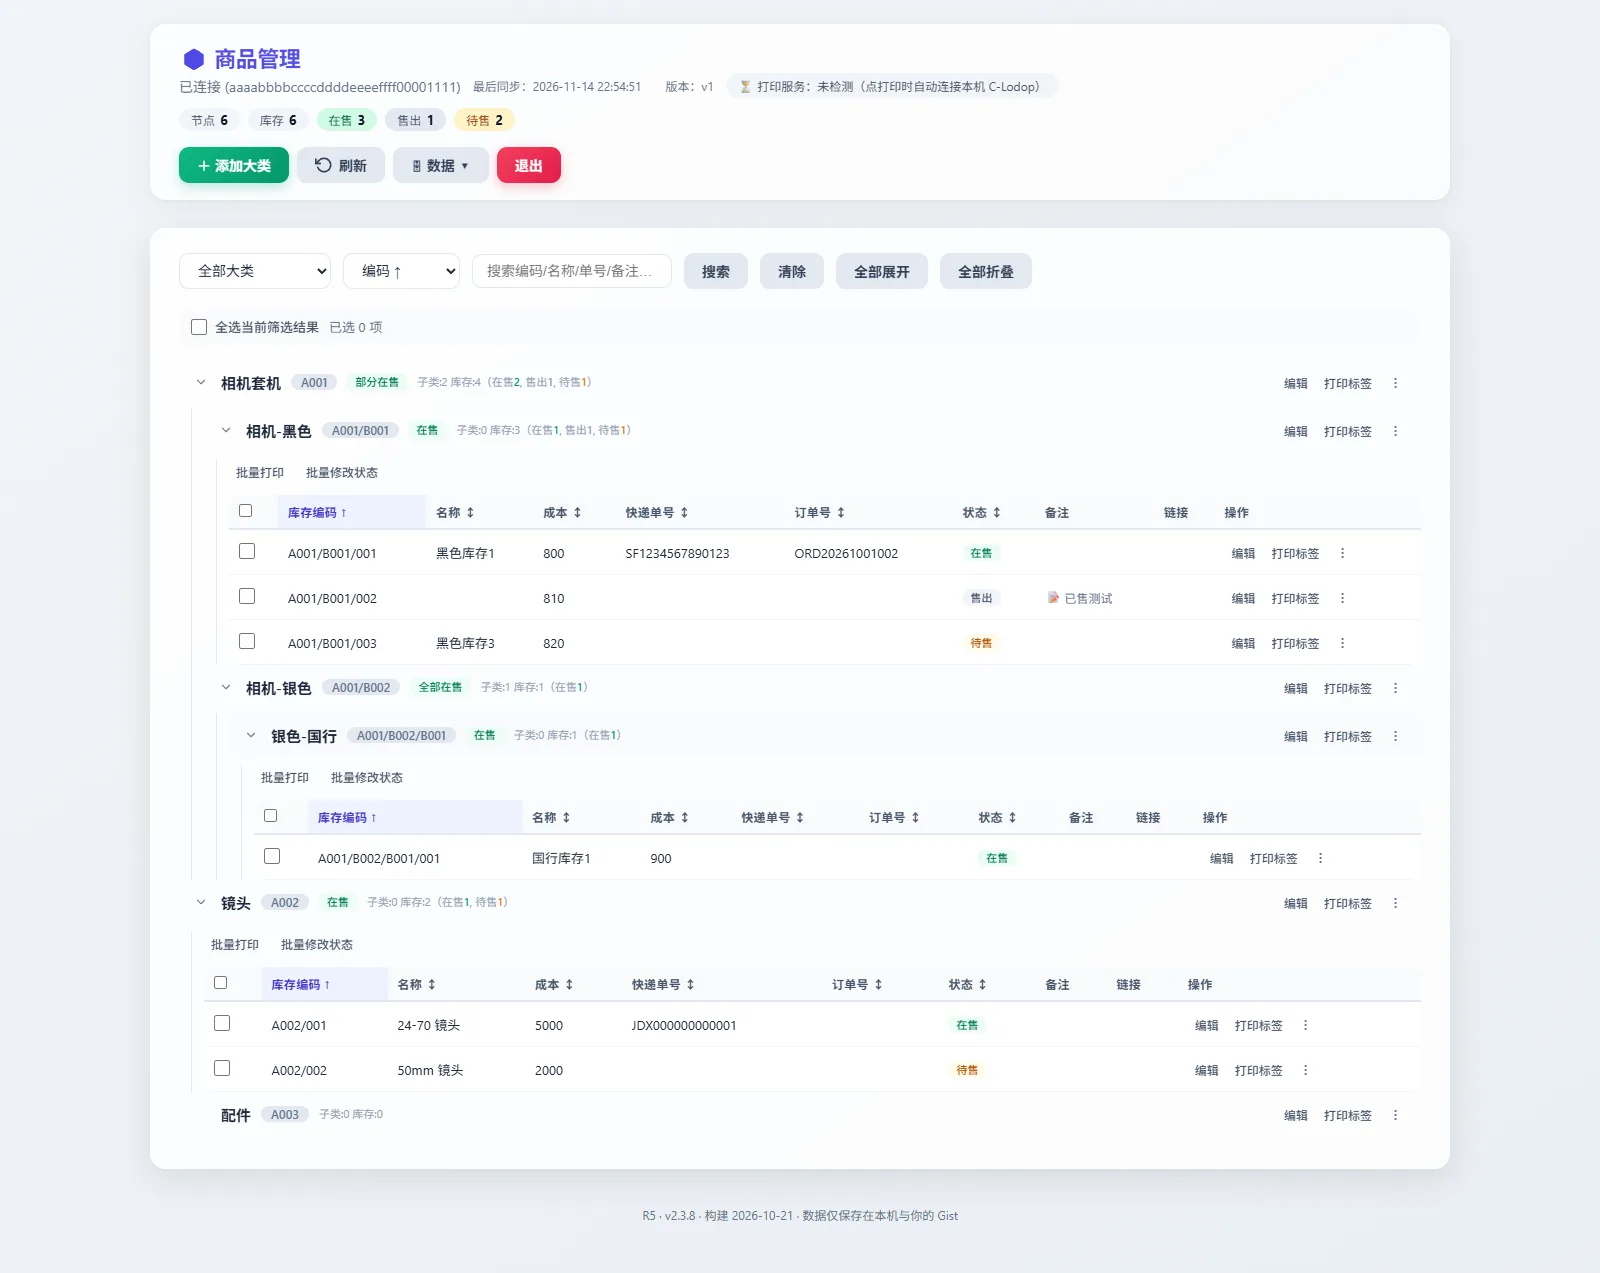 商品管理
已连接 (aaaabbbbccccddddeeeeffff00001111) 最后同步：2026-11-14 22:54:51 版本：v1 ⏳ 打印服务：未检测（点打印时自动连接本机 C-Lodop）
节点 6 库存 6 在售 3 售出 1 待售 2
+ 添加大类 刷新 数据 ▾ 退出
全部大类 编码 ↑ 搜索编码/名称/单号/备注... 搜索 清除 全部展开 全部折叠
全选当前筛选结果 已选 0 项
相机套机 A001 部分在售 子类:2 库存:4（在售2, 售出1, 待售1） 编辑 打印标签 ⋮
相机-黑色 A001/B001 在售 子类:0 库存:3（在售1, 售出1, 待售1） 编辑 打印标签 ⋮
批量打印 批量修改状态
库存编码 ↑ 名称 ↕ 成本 ↕ 快递单号 ↕ 订单号 ↕ 状态 ↕ 备注 链接 操作
A001/B001/001 黑色库存1 800 SF1234567890123 ORD20261001002 在售 编辑 打印标签 ⋮
A001/B001/002 810 售出 📝 已售测试 编辑 打印标签 ⋮
A001/B001/003 黑色库存3 820 待售 编辑 打印标签 ⋮
相机-银色 A001/B002 全部在售 子类:1 库存:1（在售1） 编辑 打印标签 ⋮
银色-国行 A001/B002/B001 在售 子类:0 库存:1（在售1） 编辑 打印标签 ⋮
批量打印 批量修改状态
库存编码 ↑ 名称 ↕ 成本 ↕ 快递单号 ↕ 订单号 ↕ 状态 ↕ 备注 链接 操作
A001/B002/B001/001 国行库存1 900 在售 编辑 打印标签 ⋮
镜头 A002 在售 子类:0 库存:2（在售1, 待售1） 编辑 打印标签 ⋮
批量打印 批量修改状态
库存编码 ↑ 名称 ↕ 成本 ↕ 快递单号 ↕ 订单号 ↕ 状态 ↕ 备注 链接 操作
A002/001 24-70 镜头 5000 JDX000000000001 在售 编辑 打印标签 ⋮
A002/002 50mm 镜头 2000 待售 编辑 打印标签 ⋮
配件 A003 子类:0 库存:0 编辑 打印标签 ⋮
R5 · v2.3.8 · 构建 2026-10-21 · 数据仅保存在本机与你的 Gist